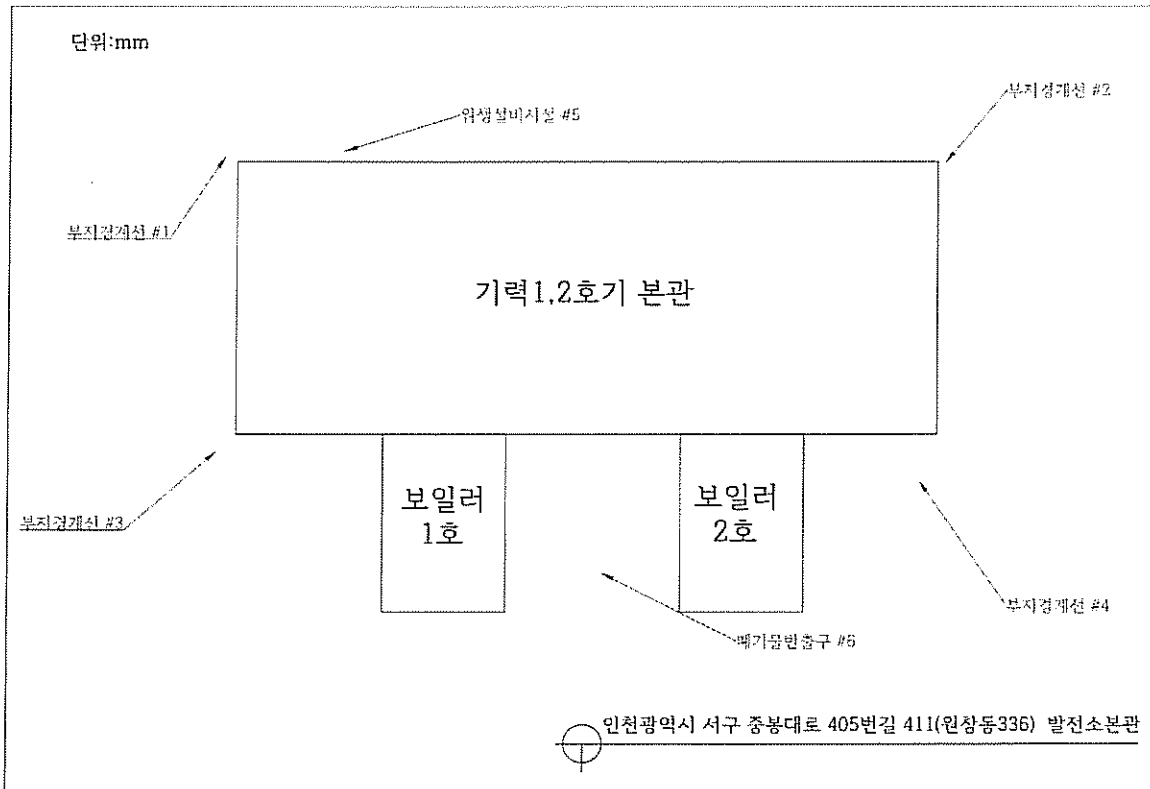 단위:mm
위생설비시설 #5
부지경계선 #2
부지경계선 #1
기력1,2호기 본관
보일러
1호
보일러
2호
부지경계선 #3
부지경계선 #4
폐기물반출구 #6
인천광역시 서구 중봉대로 405번길 411(원창동336) 발전소본관